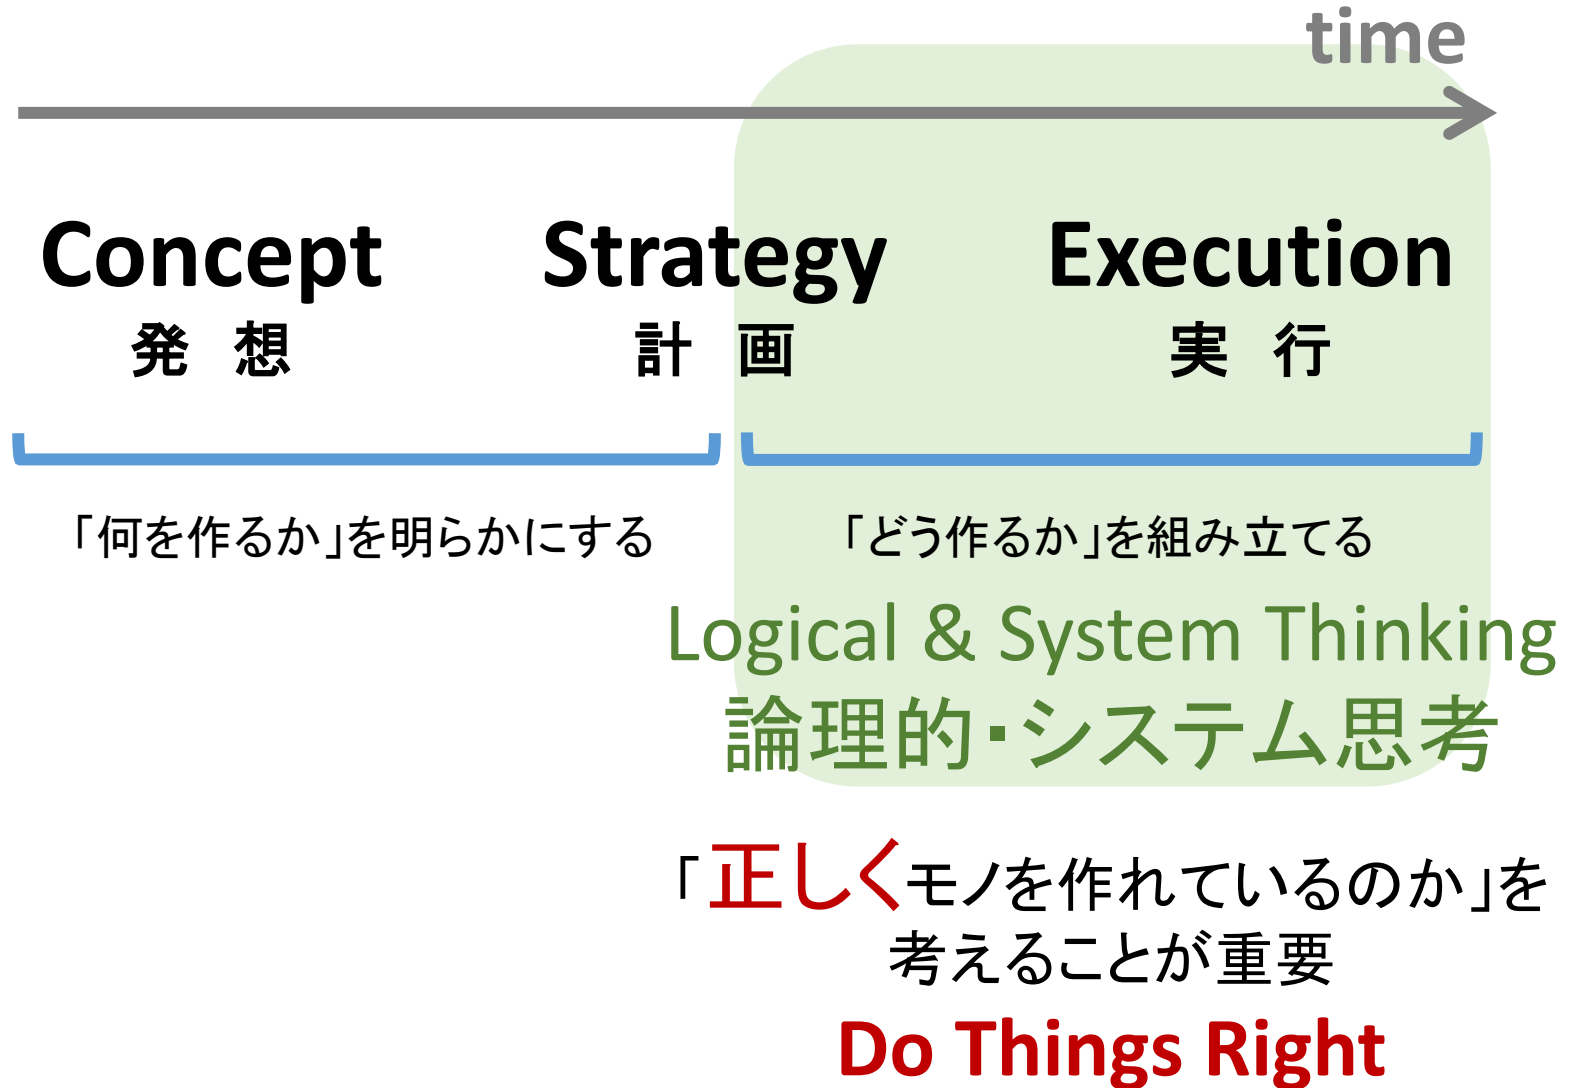 time
Concept
Strategy
Execution
発 想
計 画
実 行
「何を作るか」を明らかにする
「どう作るか」を組み立てる
Logical & System Thinking
論理的・システム思考
「正しくモノを作れているのか」を
考えることが重要
Do Things Right